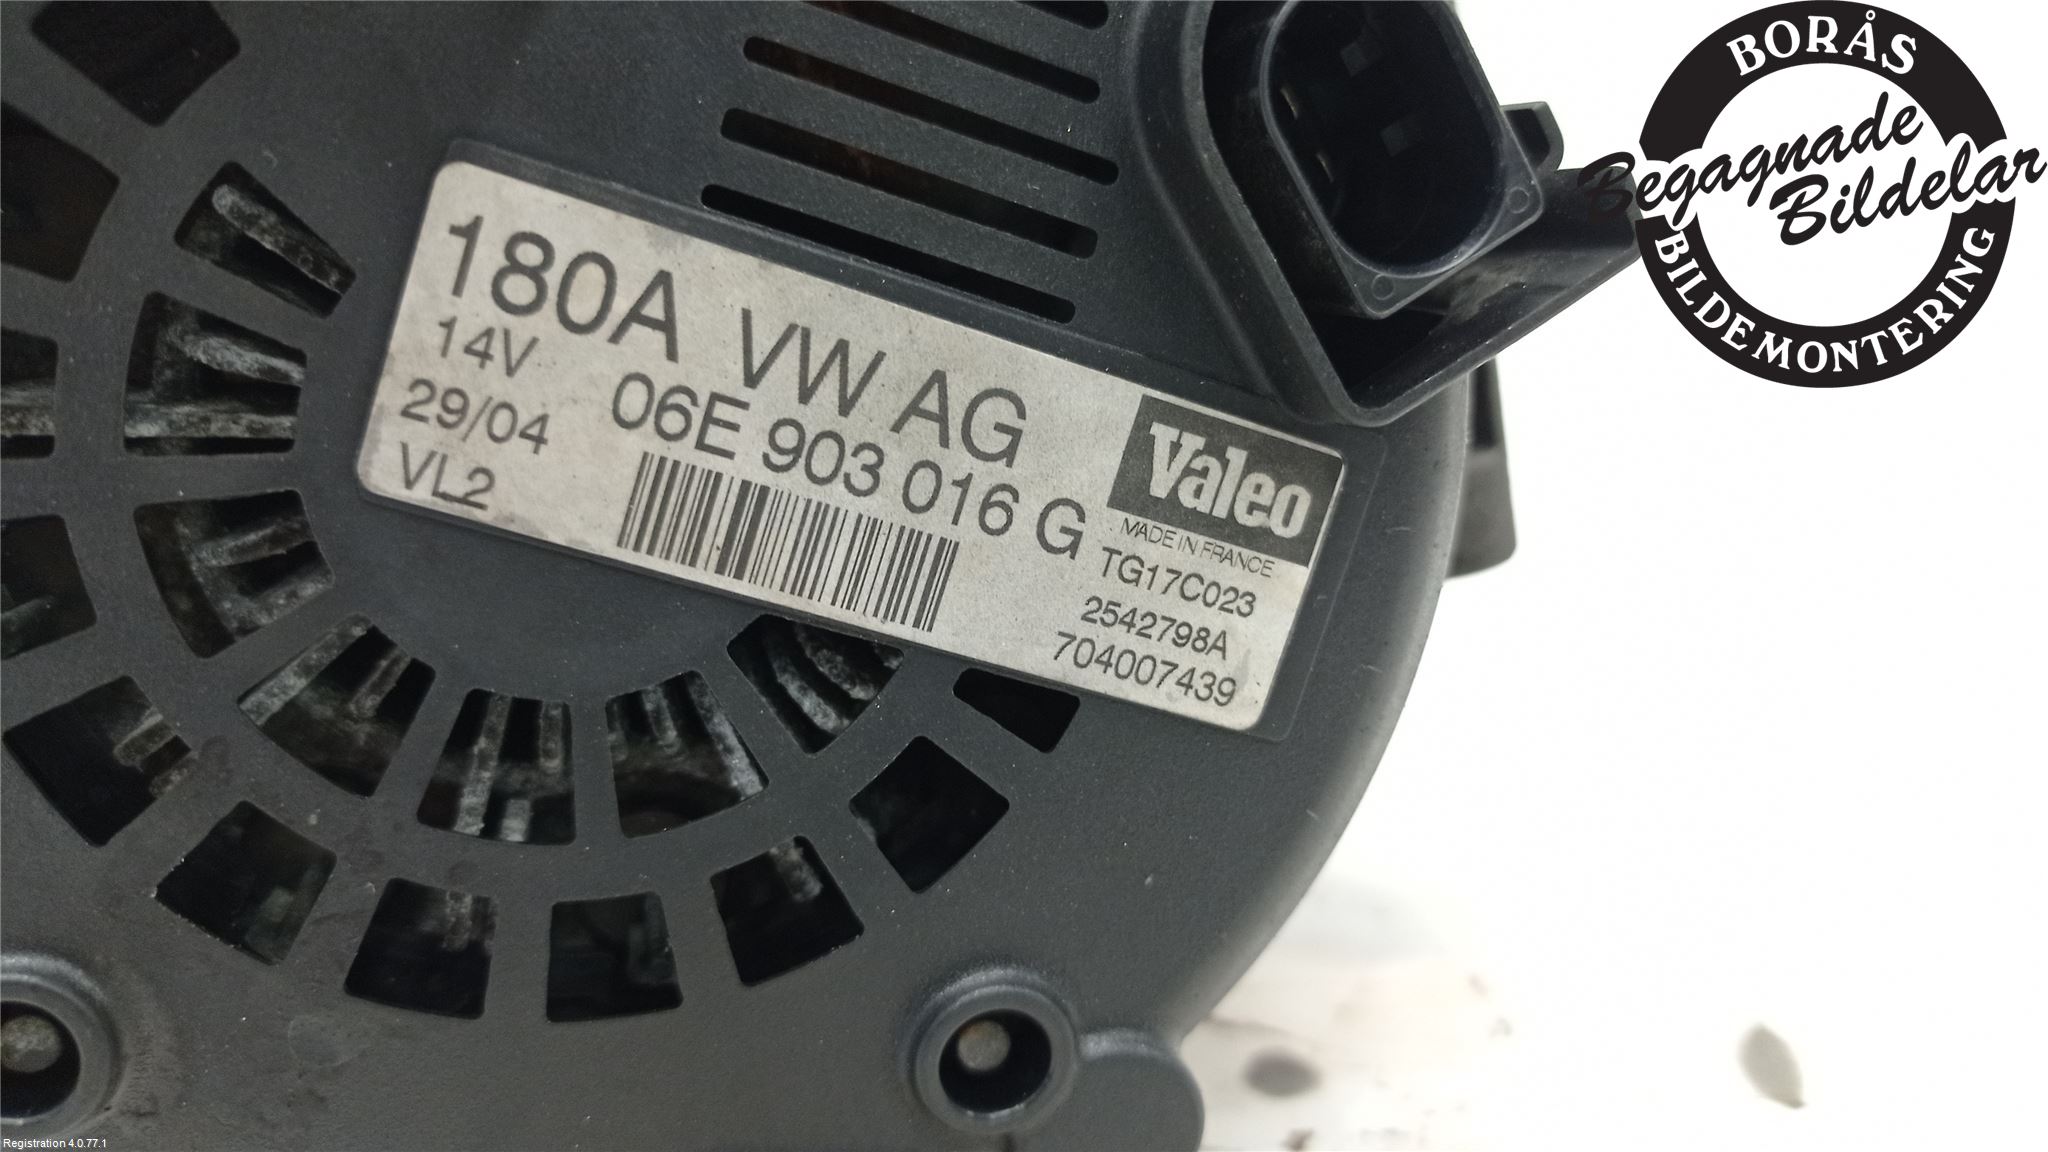 180A VW AG
14V
06E 903 016 G
29/04
VL2
Valeo
MADE IN FRANCE
TG17C023
2542798A
704007439
BORÅS
Begagnade
Bildelar
BILDEMONTERING
Registration 4.0.77.1